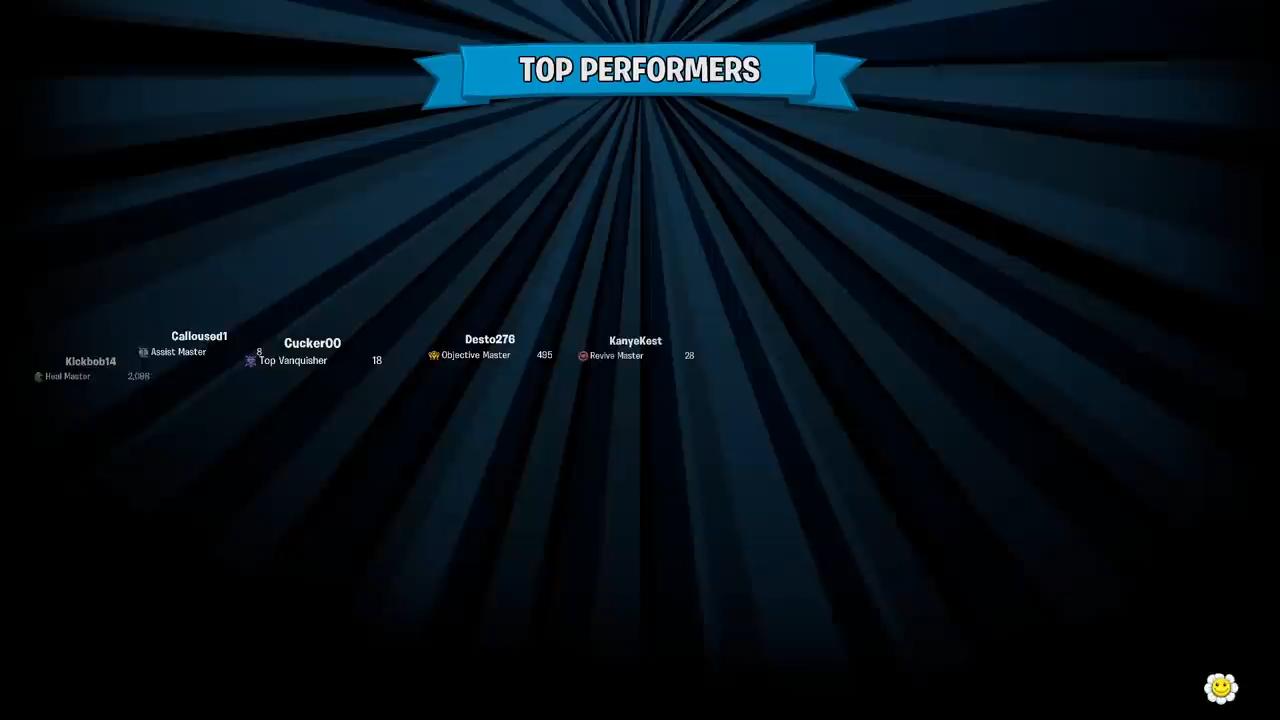 TOP PERFORMERS
Kickbob14
Heal Master 2,096
Calloused1
Assist Master 8
Cucker00
Top Vanquisher 18
Desto276
Objective Master 495
KanyeKest
Revive Master 28